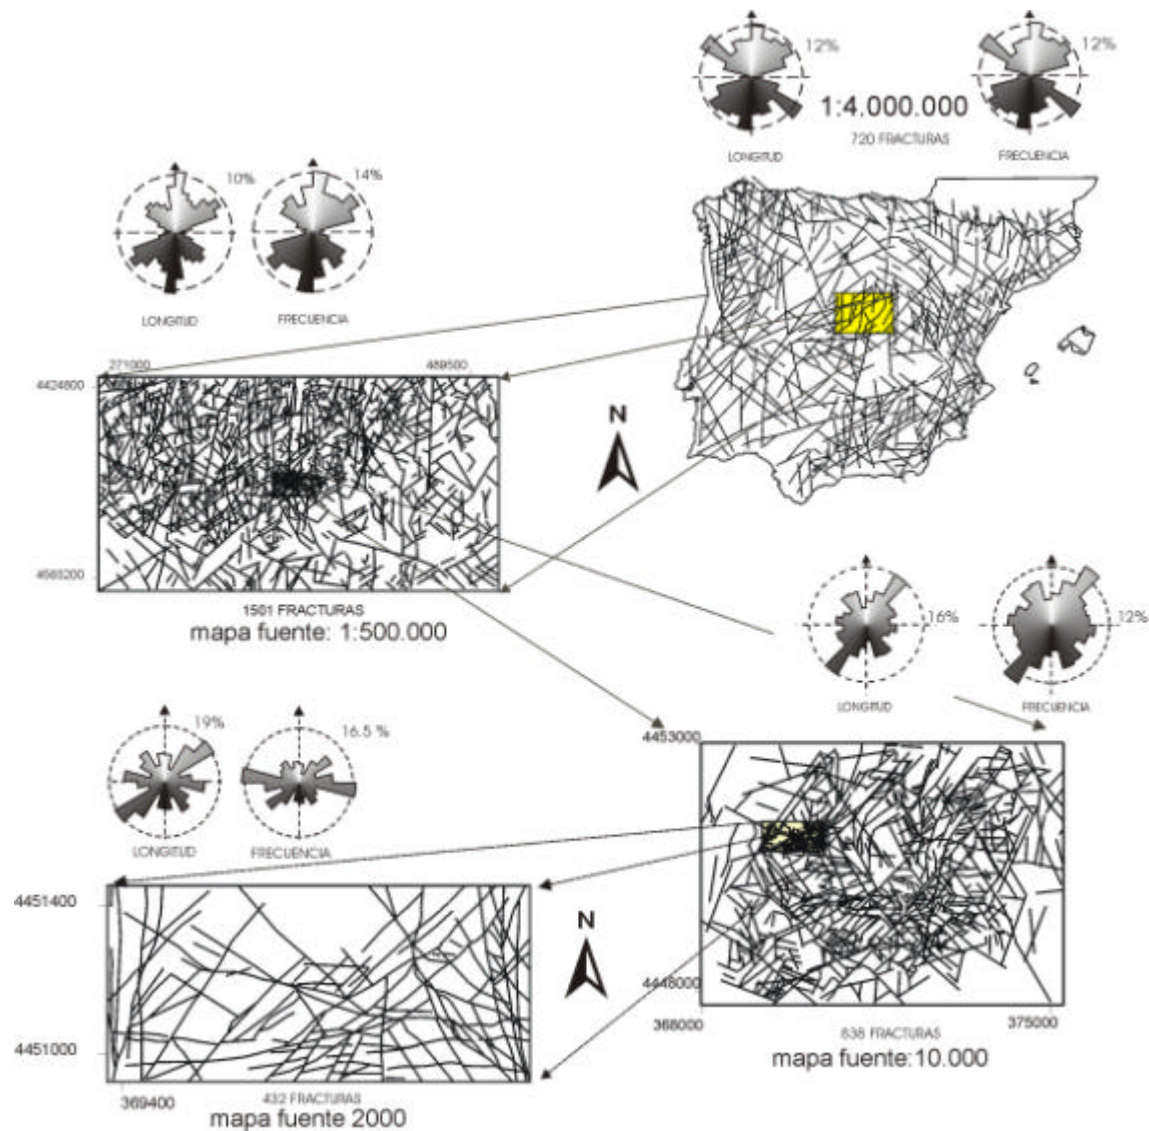 12%
12%
1:4.000.000
720 FRACTURAS
LONGITUD
FRECUENCIA
10%
14%
LONGITUD
FRECUENCIA
271000
489500
4424800
N
1501 FRACTURAS
mapa fuente: 1:500.000
16%
12%
LONGITUD
FRECUENCIA
19%
16.5 %
LONGITUD
FRECUENCIA
4453000
4448000
368000
375000
838 FRACTURAS
mapa fuente:10.000
4451400
N
4451000
369400
432 FRACTURAS
mapa fuente 2000